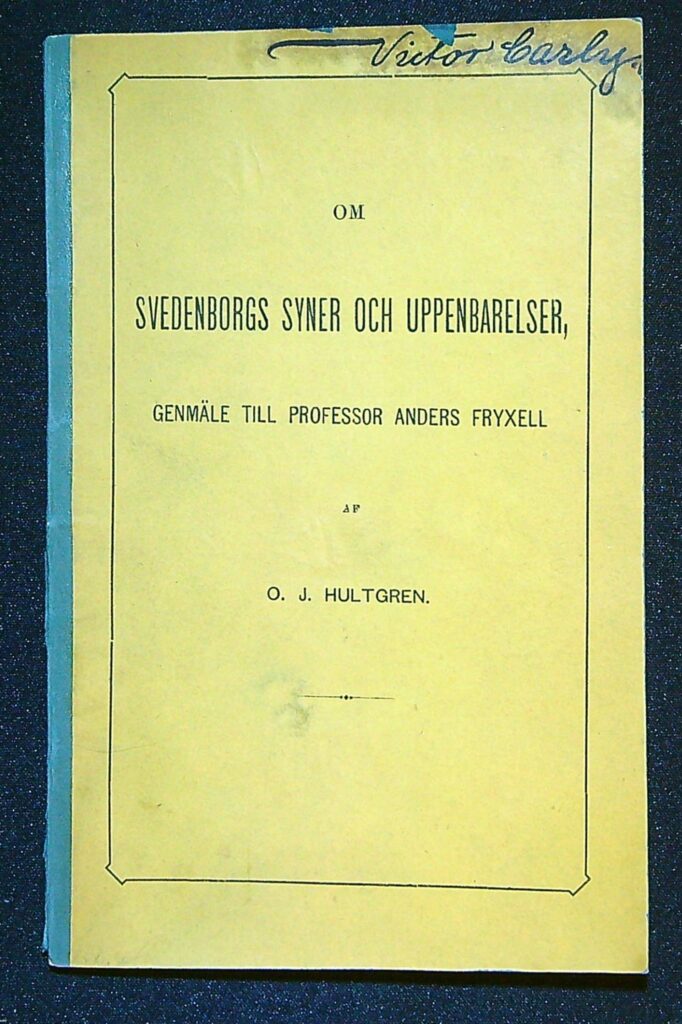 Victor Carly.
OM
SVEDENBORGS SYNER OCH UPPENBARELSER,
GENMÄLE TILL PROFESSOR ANDERS FRYXELL
AF
O. J. HULTGREN.